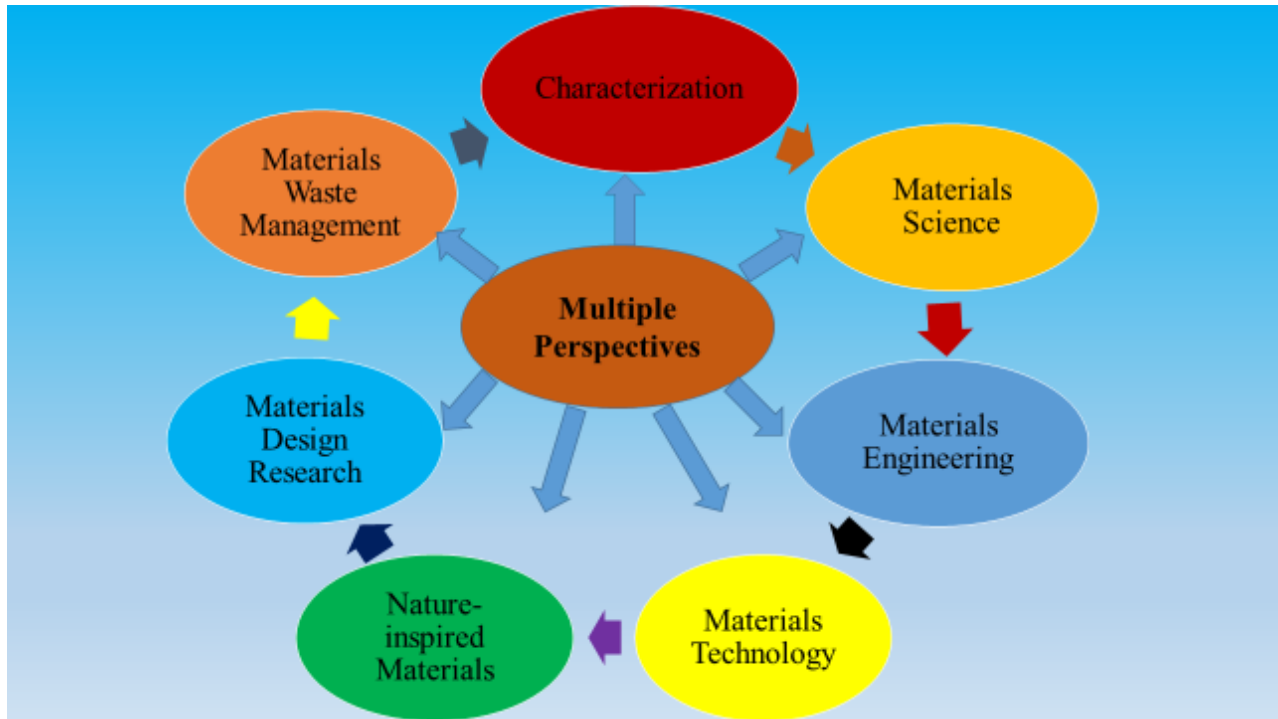 Characterization
Materials
Waste
Management
Materials
Science
Multiple
Perspectives
Materials
Design
Research
Materials
Engineering
Nature-
inspired
Materials
Materials
Technology